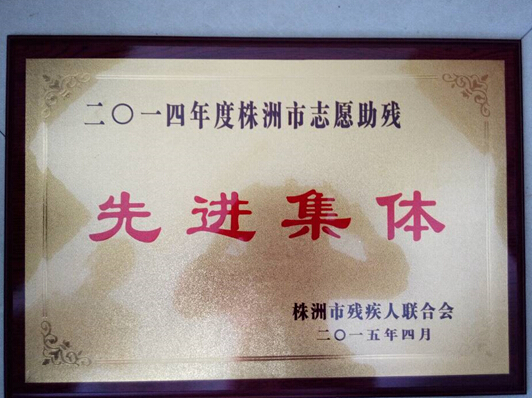 二〇一四年度株洲市志愿助残
先进集体
株洲市残疾人联合会
二〇一五年四月